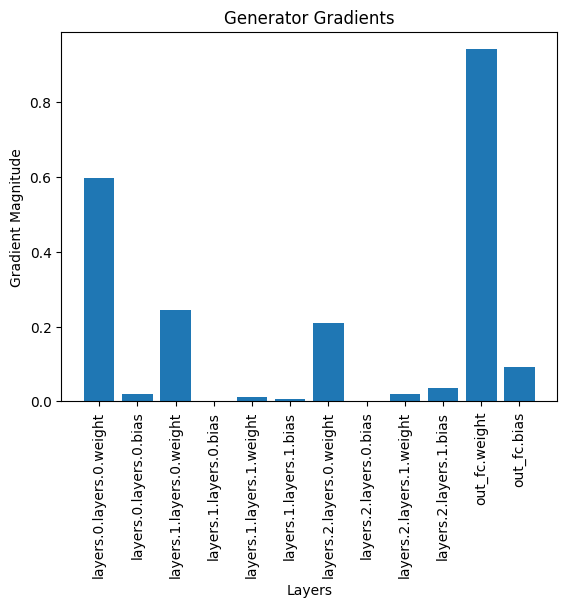 Generator Gradients
Gradient Magnitude
0.8
0.6
0.4
0.2
0.0
layers.0.layers.0.weight
layers.0.layers.0.bias
layers.1.layers.0.weight
layers.1.layers.0.bias
layers.1.layers.1.weight
layers.1.layers.1.bias
layers.2.layers.0.weight
layers.2.layers.0.bias
layers.2.layers.1.weight
layers.2.layers.1.bias
out_fc.weight
out_fc.bias
Layers